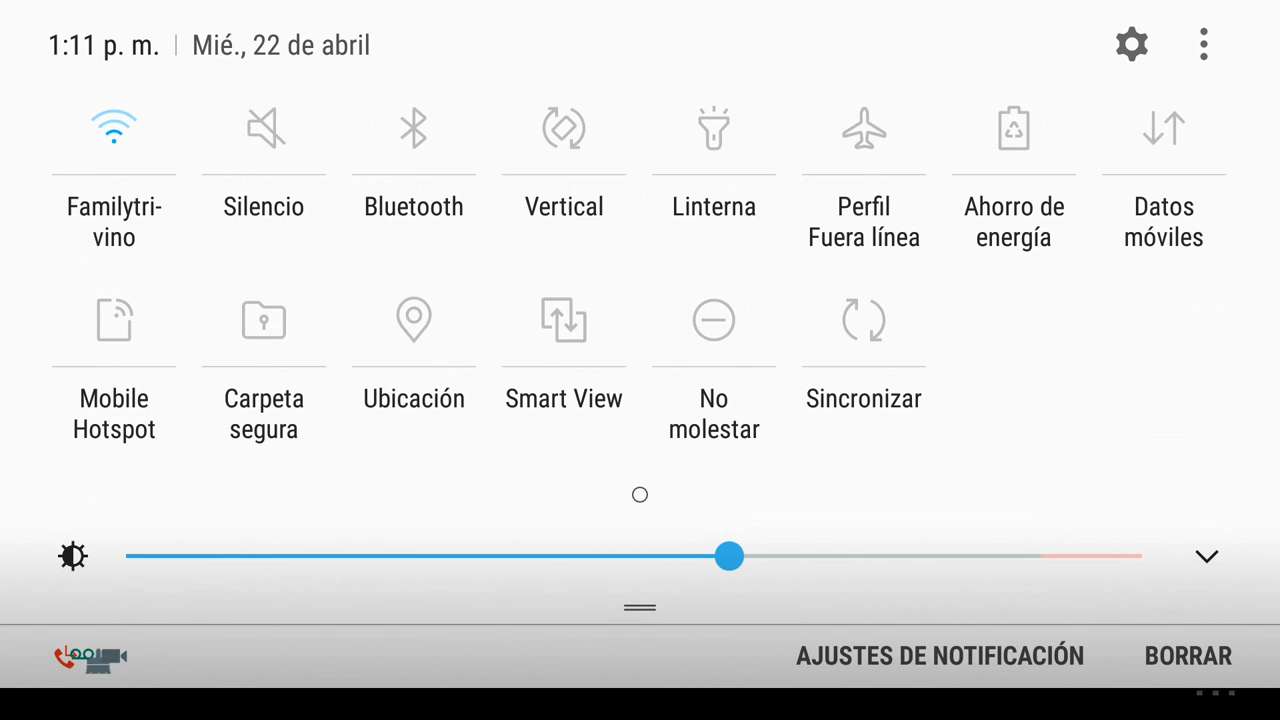 1:11 p. m. | Mié., 22 de abril
Familytri-
vino
Silencio
Bluetooth
Vertical
Linterna
Perfil
Fuera línea
Ahorro de
energía
Datos
móviles
Mobile
Hotspot
Carpeta
segura
Ubicación
Smart View
No
molestar
Sincronizar
AJUSTES DE NOTIFICACIÓN
BORRAR